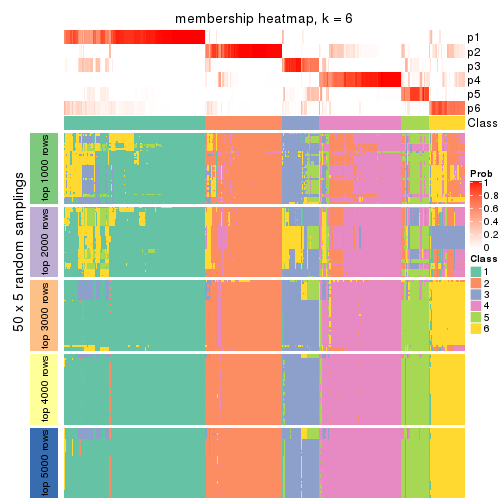 membership heatmap, k = 6
p1
p2
p3
p4
p5
p6
Class
50 x 5 random samplings
top 1000 rows
top 2000 rows
top 3000 rows
top 4000 rows
top 5000 rows
Prob
1
0.8
0.6
0.4
0.2
0
Class
1
2
3
4
5
6